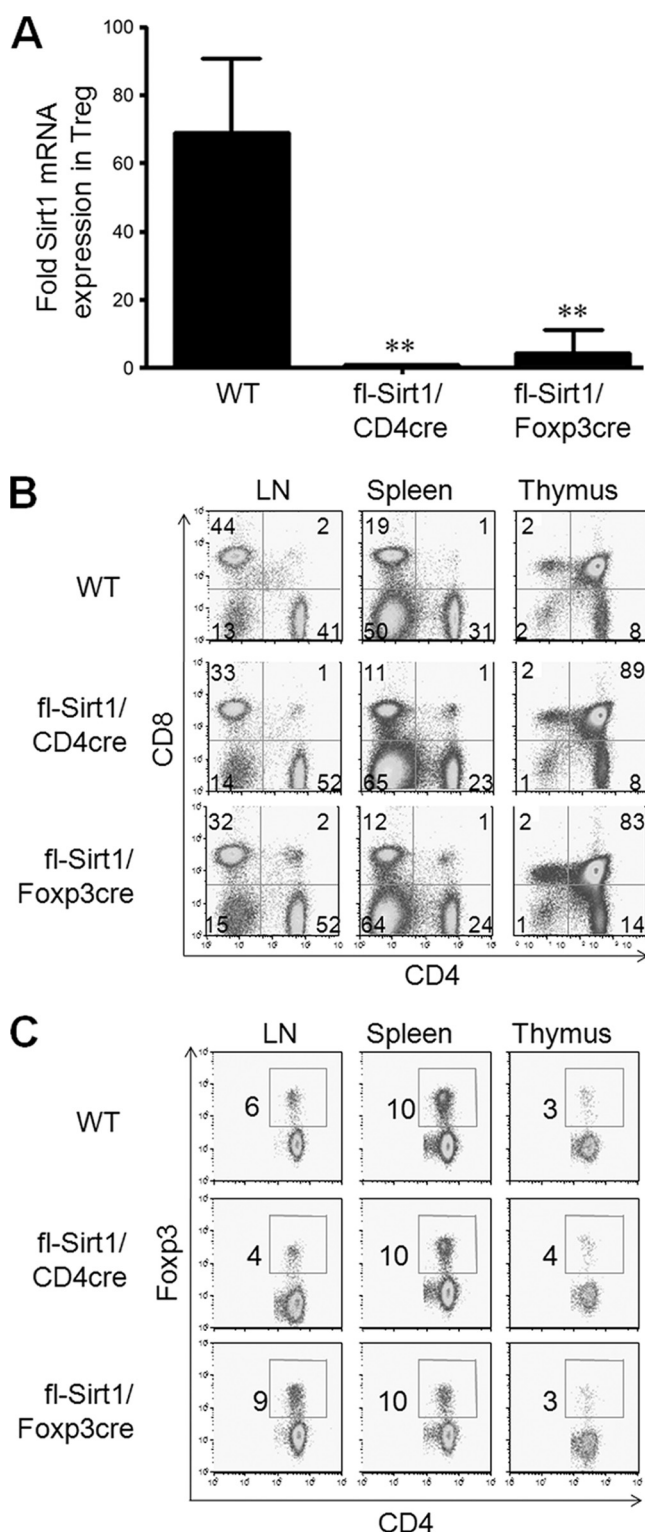 A
Fold Sirt1 mRNA
expression in Treg
100
80
60
40
20
0
**
**
WT
fl-Sirt1/
CD4cre
fl-Sirt1/
Foxp3cre
B
LN
Spleen
Thymus
WT
44
2
13
41
19
1
50
31
2
2
8
fl-Sirt1/
CD4cre
33
1
14
52
11
1
65
23
2
89
1
8
fl-Sirt1/
Foxp3cre
32
2
15
52
12
1
64
24
2
83
1
14
CD8
CD4
C
LN
Spleen
Thymus
WT
6
10
3
fl-Sirt1/
CD4cre
4
10
4
fl-Sirt1/
Foxp3cre
9
10
3
Foxp3
CD4